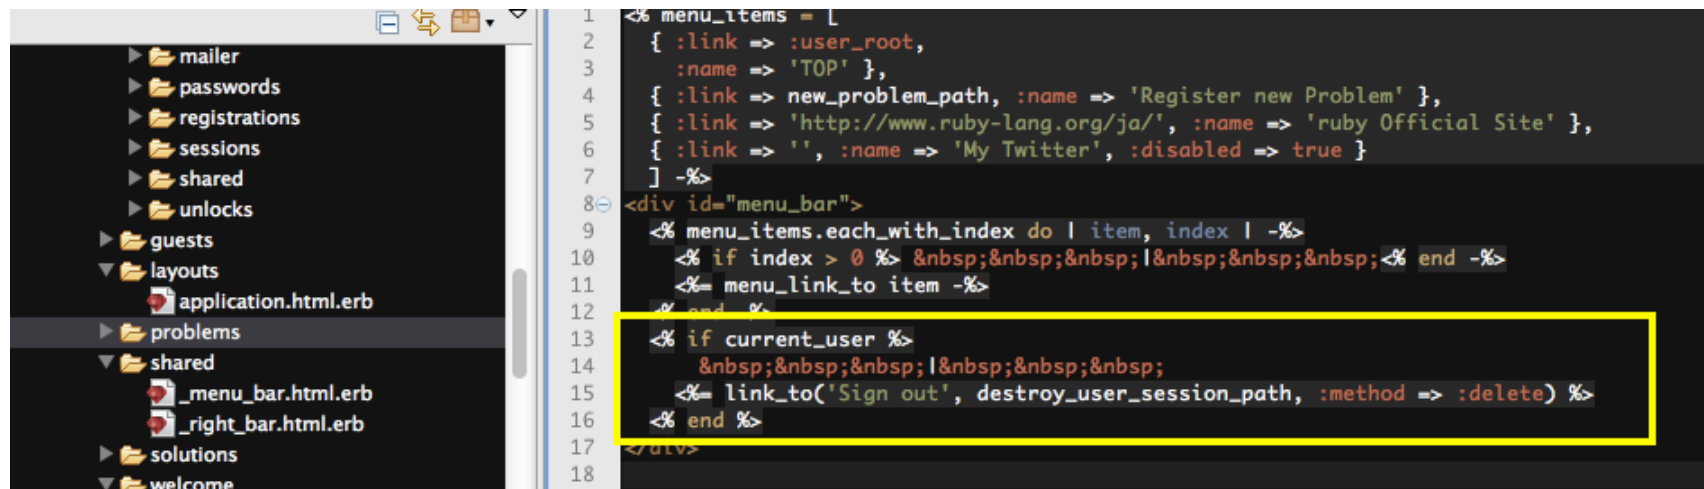 mailer
passwords
registrations
sessions
shared
unlocks
guests
layouts
application.html.erb
problems
shared
_menu_bar.html.erb
_right_bar.html.erb
solutions
welcome
1 <% menu_items = [
2 { :link => :user_root,
3 :name => 'TOP' },
4 { :link => new_problem_path, :name => 'Register new Problem' },
5 { :link => 'http://www.ruby-lang.org/ja/', :name => 'ruby Official Site' },
6 { :link => '', :name => 'My Twitter', :disabled => true }
7 ] -%>
8 <div id="menu_bar">
9 <% menu_items.each_with_index do | item, index | -%>
10 <% if index > 0 %> &nbsp;&nbsp;&nbsp;|&nbsp;&nbsp;&nbsp;<% end -%>
11 <%= menu_link_to item -%>
12 <% end -%>
13 <% if current_user %>
14 &nbsp;&nbsp;&nbsp;|&nbsp;&nbsp;&nbsp;
15 <%= link_to('Sign out', destroy_user_session_path, :method => :delete) %>
16 <% end %>
17 </div>
18